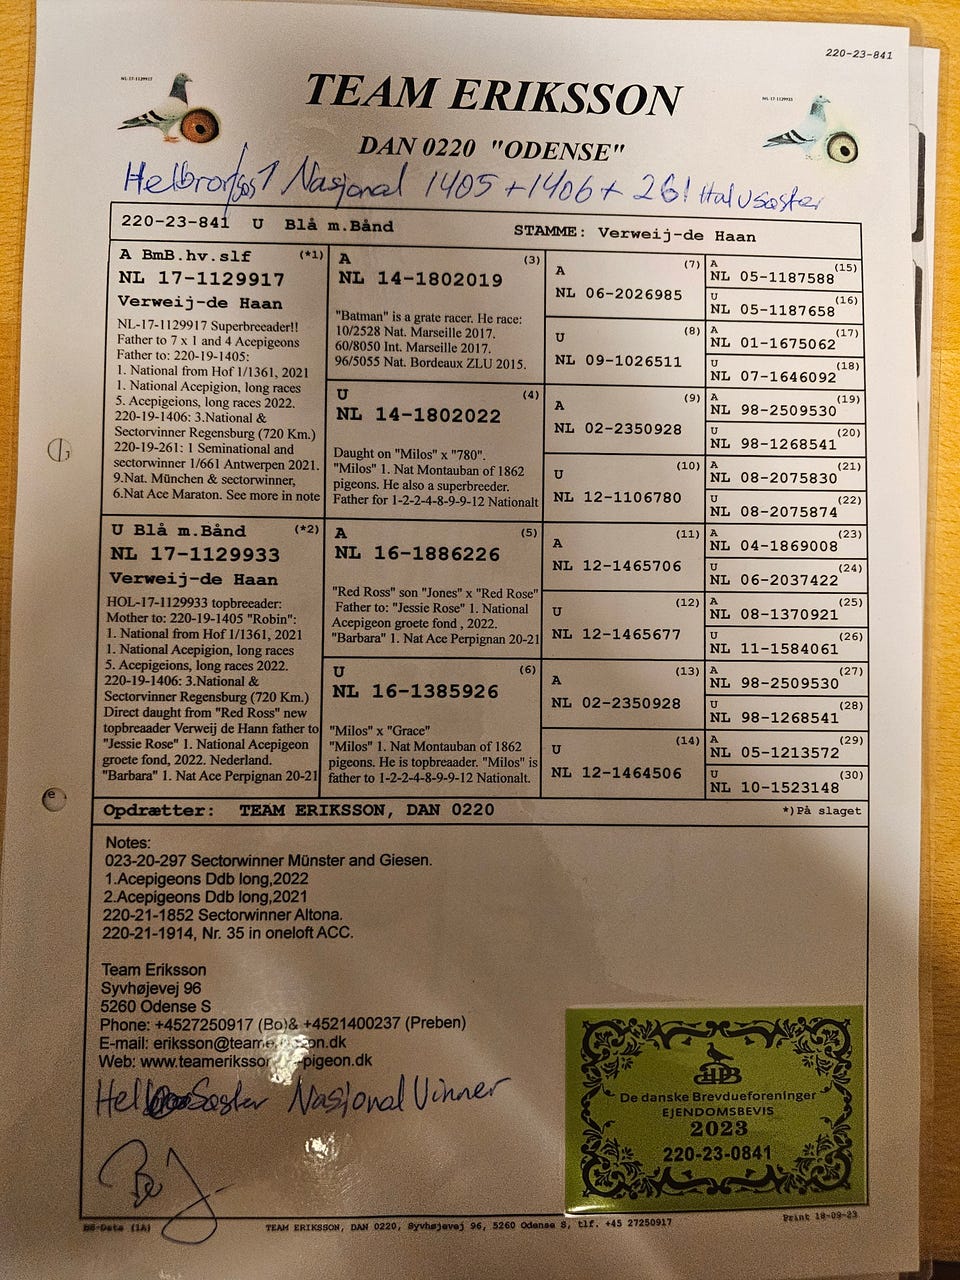 220-23-841
NL-17-1129917
NL-17-1129933
TEAM ERIKSSON
DAN 0220 "ODENSE"
Nasjonal 1405 + 1406 + 26!
220-23-841 U Blå m.Bånd STAMME: Verweij-de Haan
A BmB.hv.slf (*1)
NL 17-1129917
Verweij-de Haan
NL-17-1129917 Superbreeader!!
Father to 7 x 1 and 4 Acepigeons
Father to: 220-19-1405:
1. National from Hof 1/1361, 2021
1. National Acepigion, long races
5. Acepigeions, long races 2022.
220-19-1406: 3.National &
Sectorvinner Regensburg (720 Km.)
220-19-261: 1 Seminational and
sectorwinner 1/661 Antwerpen 2021.
9.Nat. München & sectorwinner,
6.Nat Ace Maraton. See more in note
U Blå m.Bånd (*2)
NL 17-1129933
Verweij-de Haan
HOL-17-1129933 topbreeader:
Mother to: 220-19-1405 "Robin":
1. National from Hof 1/1361, 2021
1. National Acepigion, long races
5. Acepigeions, long races 2022.
220-19-1406: 3.National &
Sectorvinner Regensburg (720 Km.)
Direct daught from "Red Ross" new
topbreaader Verweij de Hann father to
"Jessie Rose" 1. National Acepigeon
groete fond, 2022. Nederland.
"Barbara" 1. Nat Ace Perpignan 20-21
A (3)
NL 14-1802019
"Batman" is a grate racer. He race:
10/2528 Nat. Marseille 2017.
60/8050 Int. Marseille 2017.
96/5055 Nat. Bordeaux ZLU 2015.
U (4)
NL 14-1802022
Daught on "Milos" x "780".
"Milos" 1. Nat Montauban of 1862
pigeons. He also a superbreeder.
Father for 1-2-2-4-8-9-9-12 Nationalt
A (5)
NL 16-1886226
"Red Ross" son "Jones" x "Red Rose"
Father to: "Jessie Rose" 1. National
Acepigeon groete fond , 2022.
"Barbara" 1. Nat Ace Perpignan 20-21
U (6)
NL 16-1385926
"Milos" x "Grace"
"Milos" 1. Nat Montauban of 1862
pigeons. He is topbreaader. "Milos" is
father to 1-2-2-4-8-9-9-12 Nationalt.
A (7)
NL 06-2026985
U (8)
NL 09-1026511
A (9)
NL 02-2350928
U (10)
NL 12-1106780
A (11)
NL 12-1465706
U (12)
NL 12-1465677
A (13)
NL 02-2350928
U (14)
NL 12-1464506
A (15)
NL 05-1187588
U (16)
NL 05-1187658
A (17)
NL 01-1675062
U (18)
NL 07-1646092
A (19)
NL 98-2509530
U (20)
NL 98-1268541
A (21)
NL 08-2075830
U (22)
NL 08-2075874
A (23)
NL 04-1869008
U (24)
NL 06-2037422
A (25)
NL 08-1370921
U (26)
NL 11-1584061
A (27)
NL 98-2509530
U (28)
NL 98-1268541
A (29)
NL 05-1213572
U (30)
NL 10-1523148
Opdrætter: TEAM ERIKSSON, DAN 0220 *)På slaget
Notes:
023-20-297 Sectorwinner Münster and Giesen.
1.Acepigeons Ddb long,2022
2.Acepigeons Ddb long,2021
220-21-1852 Sectorwinner Altona.
220-21-1914, Nr. 35 in oneloft ACC.
Team Eriksson
Syvhøjevej 96
5260 Odense S
Phone: +4527250917 (Bo)& +4521400237 (Preben)
E-mail:
Web:
Nasjonal Vinner
De danske Brevdueforeninger
EJENDOMSBEVIS
2023
220-23-0841
BB-Data (1A) TEAM ERIKSSON, DAN 0220, Syvhøjevej 96, 5260 Odense S, tlf. +45 27250917 Print 18-09-23